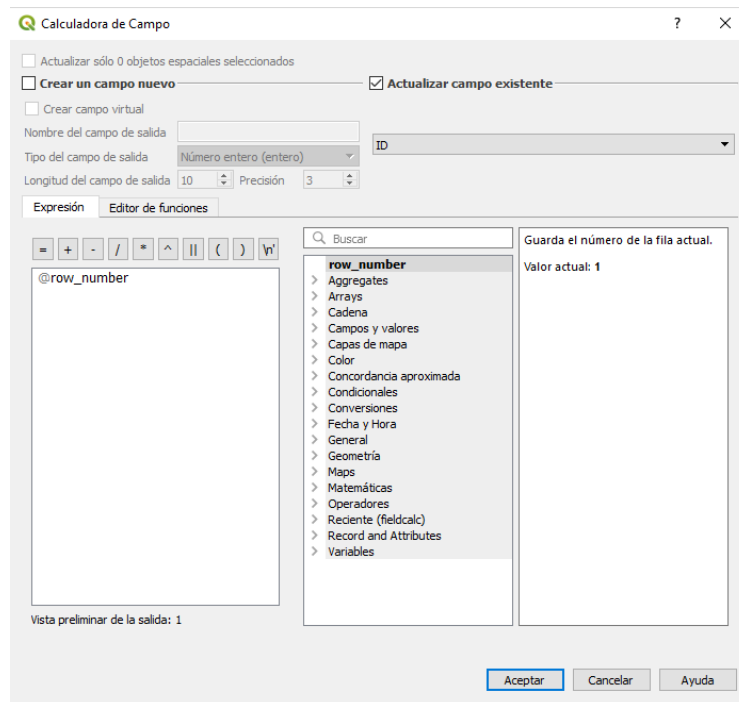 Calculadora de Campo
Actualizar sólo 0 objetos espaciales seleccionados
Crear un campo nuevo
Actualizar campo existente
Crear campo virtual
Nombre del campo de salida
ID
Tipo del campo de salida Número entero (entero)
Longitud del campo de salida 10 Precisión 3
Expresión Editor de funciones
= + - / * ^ || ( ) \n'
Buscar
@row_number
row_number
Aggregates
Arrays
Cadena
Campos y valores
Capas de mapa
Color
Concordancia aproximada
Condicionales
Conversiones
Fecha y Hora
General
Geometría
Maps
Matemáticas
Operadores
Reciente (fieldcalc)
Record and Attributes
Variables
Guarda el número de la fila actual.
Valor actual: 1
Vista preliminar de la salida: 1
Aceptar Cancelar Ayuda